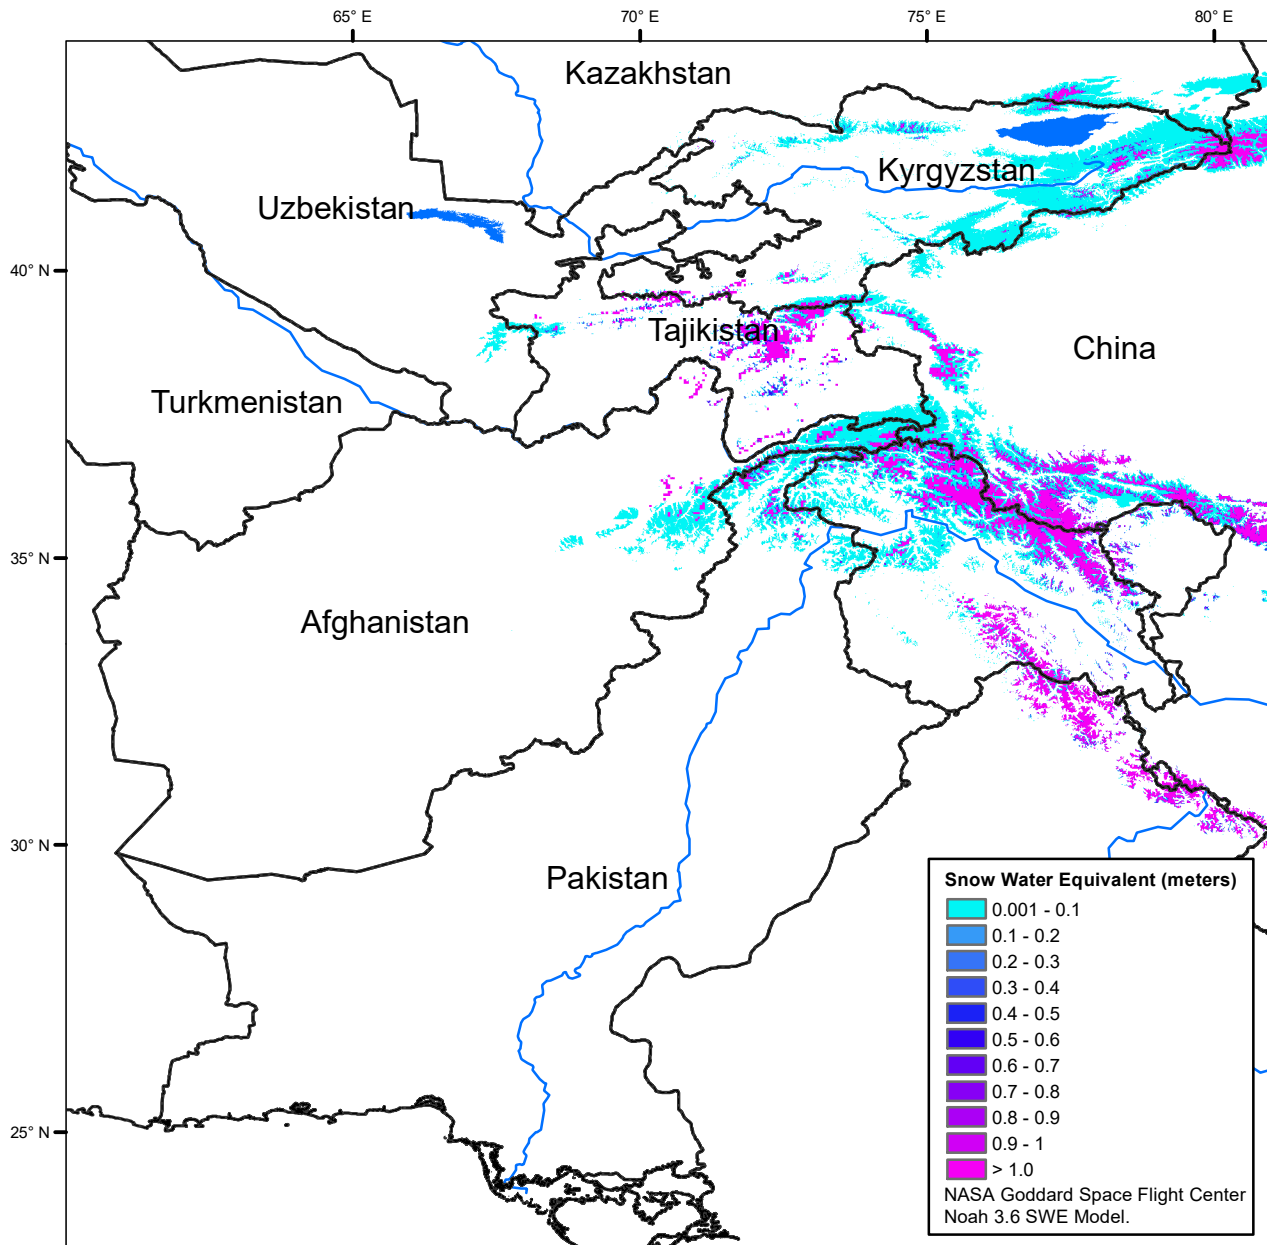 65° E
70° E
75° E
80° E
Kazakhstan
Kyrgyzstan
Uzbekistan
40° N
Tajikistan
China
Turkmenistan
35° N
Afghanistan
30° N
Pakistan
25° N
Snow Water Equivalent (meters)
0.001 - 0.1
0.1 - 0.2
0.2 - 0.3
0.3 - 0.4
0.4 - 0.5
0.5 - 0.6
0.6 - 0.7
0.7 - 0.8
0.8 - 0.9
0.9 - 1
> 1.0
NASA Goddard Space Flight Center
Noah 3.6 SWE Model.